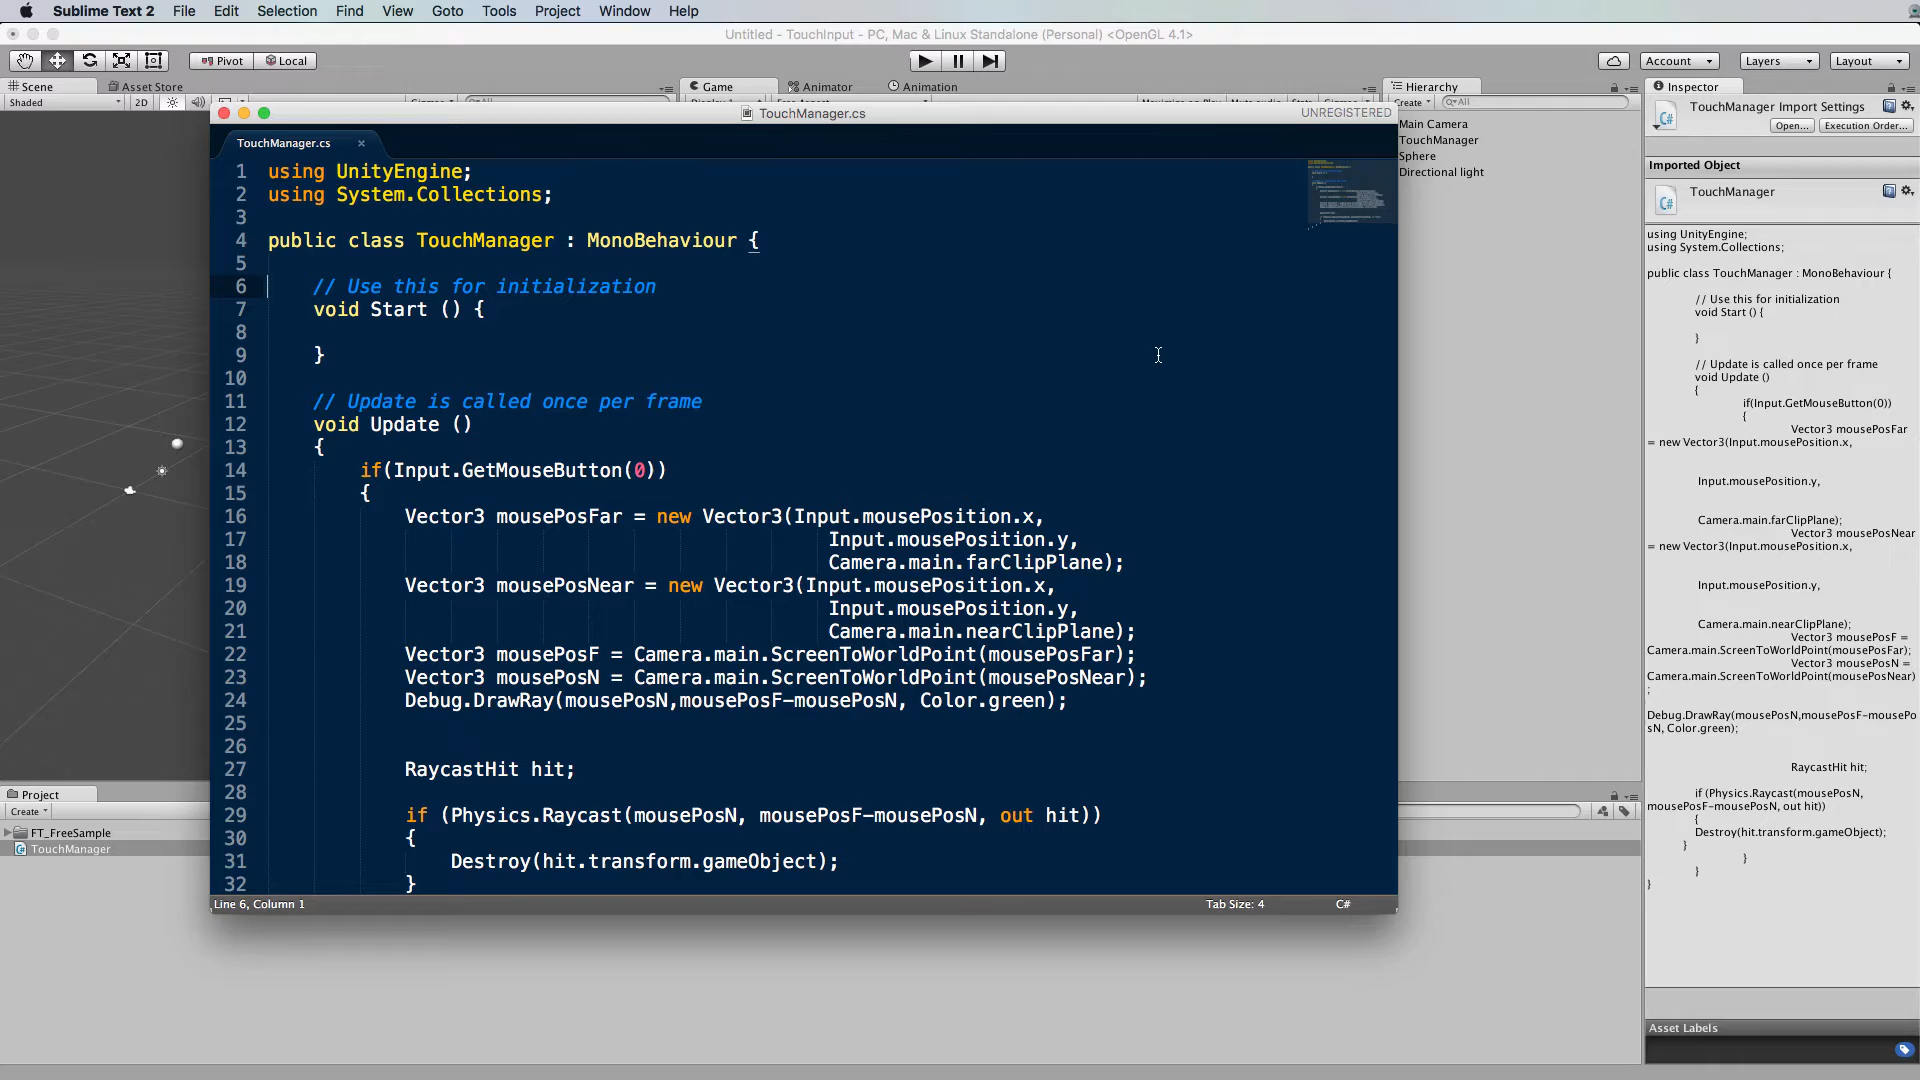 Sublime Text 2 File Edit Selection Find View Goto Tools Project Window Help
Untitled - TouchInput - PC, Mac & Linux Standalone (Personal) <OpenGL 4.1>
Pivot Local Account Layers Layout
Scene Asset Store Game Animator Animation Hierarchy Inspector
Shaded 2D Create All
TouchManager.cs UNREGISTERED
TouchManager.cs
1 using UnityEngine;
2 using System.Collections;
3
4 public class TouchManager : MonoBehaviour {
5
6 // Use this for initialization
7 void Start () {
8
9 }
10
11 // Update is called once per frame
12 void Update ()
13 {
14 if(Input.GetMouseButton(0))
15 {
16 Vector3 mousePosFar = new Vector3(Input.mousePosition.x,
17 Input.mousePosition.y,
18 Camera.main.farClipPlane);
19 Vector3 mousePosNear = new Vector3(Input.mousePosition.x,
20 Input.mousePosition.y,
21 Camera.main.nearClipPlane);
22 Vector3 mousePosF = Camera.main.ScreenToWorldPoint(mousePosFar);
23 Vector3 mousePosN = Camera.main.ScreenToWorldPoint(mousePosNear);
24 Debug.DrawRay(mousePosN,mousePosF-mousePosN, Color.green);
25
26
27 RaycastHit hit;
28
29 if (Physics.Raycast(mousePosN, mousePosF-mousePosN, out hit))
30 {
31 Destroy(hit.transform.gameObject);
32 }
Line 6, Column 1 Tab Size: 4 C#
Main Camera
TouchManager
Sphere
Directional light
TouchManager Import Settings
Open... Execution Order...
Imported Object
TouchManager
using UnityEngine;
using System.Collections;
public class TouchManager : MonoBehaviour {
// Use this for initialization
void Start () {
}
// Update is called once per frame
void Update ()
{
if(Input.GetMouseButton(0))
{
Vector3 mousePosFar
= new Vector3(Input.mousePosition.x,
Input.mousePosition.y,
Camera.main.farClipPlane);
Vector3 mousePosNear
= new Vector3(Input.mousePosition.x,
Input.mousePosition.y,
Camera.main.nearClipPlane);
Vector3 mousePosF =
Camera.main.ScreenToWorldPoint(mousePosFar);
Vector3 mousePosN =
Camera.main.ScreenToWorldPoint(mousePosNear)
;
Debug.DrawRay(mousePosN,mousePosF-mousePos
N, Color.green);
RaycastHit hit;
if (Physics.Raycast(mousePosN,
mousePosF-mousePosN, out hit))
{
Destroy(hit.transform.gameObject);
}
}
}
}
Asset Labels
Project
Create
FT_FreeSample
TouchManager